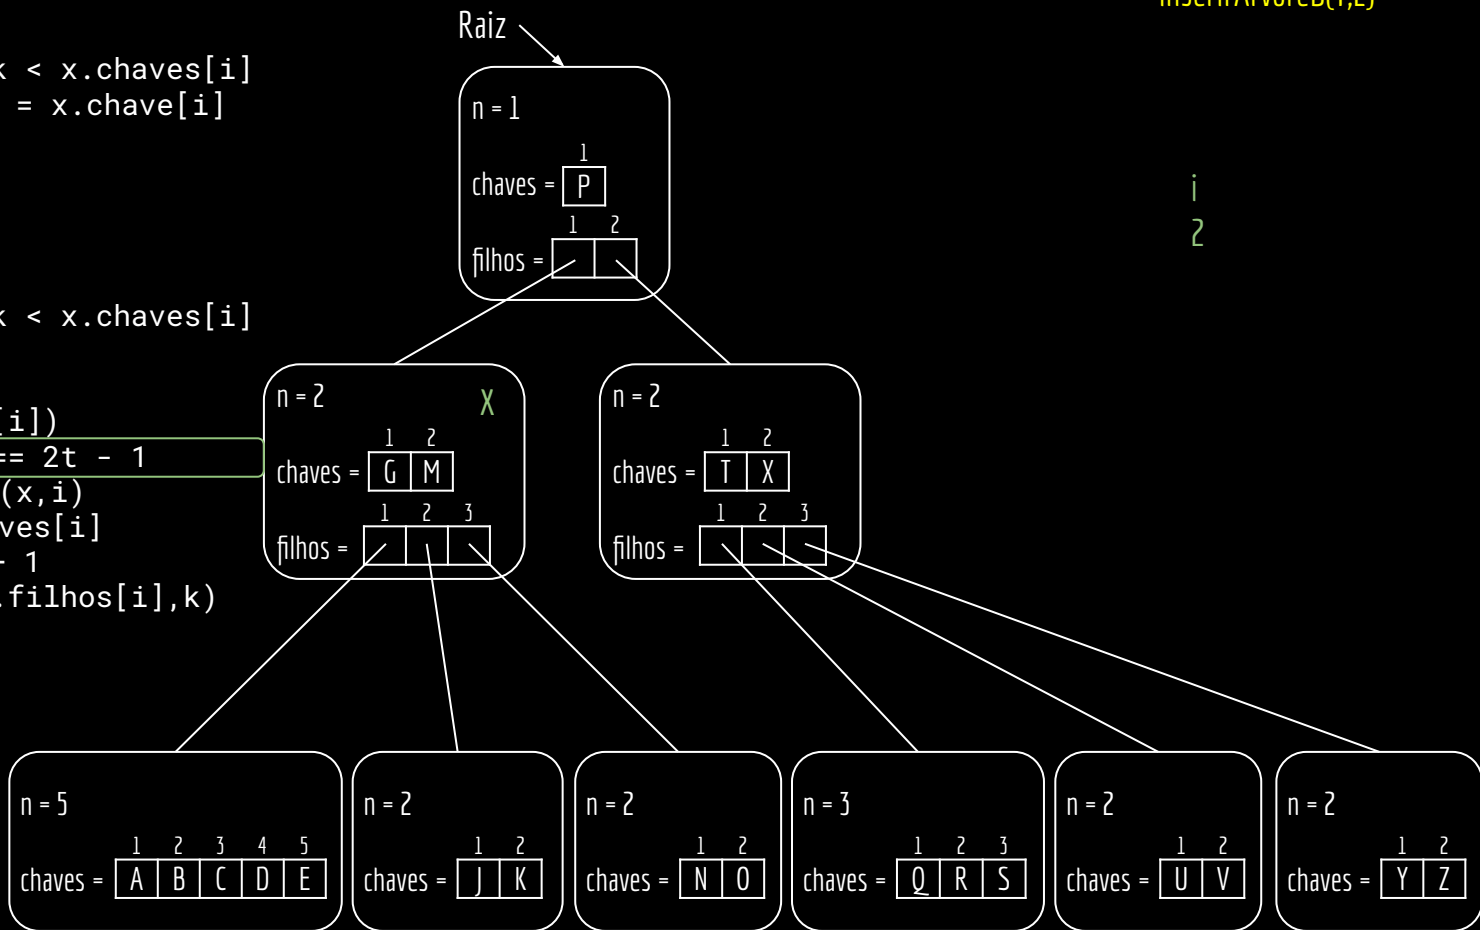 Raiz
k < x.chaves[i]
= x.chave[i]
n = 1
1
chaves = P
1 2
filhos =
i
2
k < x.chaves[i]
[i])
== 2t - 1
(x,i)
ves[i]
1
.filhos[i],k)
n = 2 X
1 2
chaves = G M
1 2 3
filhos =
n = 2
1 2
chaves = T X
1 2 3
filhos =
n = 5
1 2 3 4 5
chaves = A B C D E
n = 2
1 2
chaves = J K
n = 2
1 2
chaves = N O
n = 3
1 2 3
chaves = Q R S
n = 2
1 2
chaves = U V
n = 2
1 2
chaves = Y Z